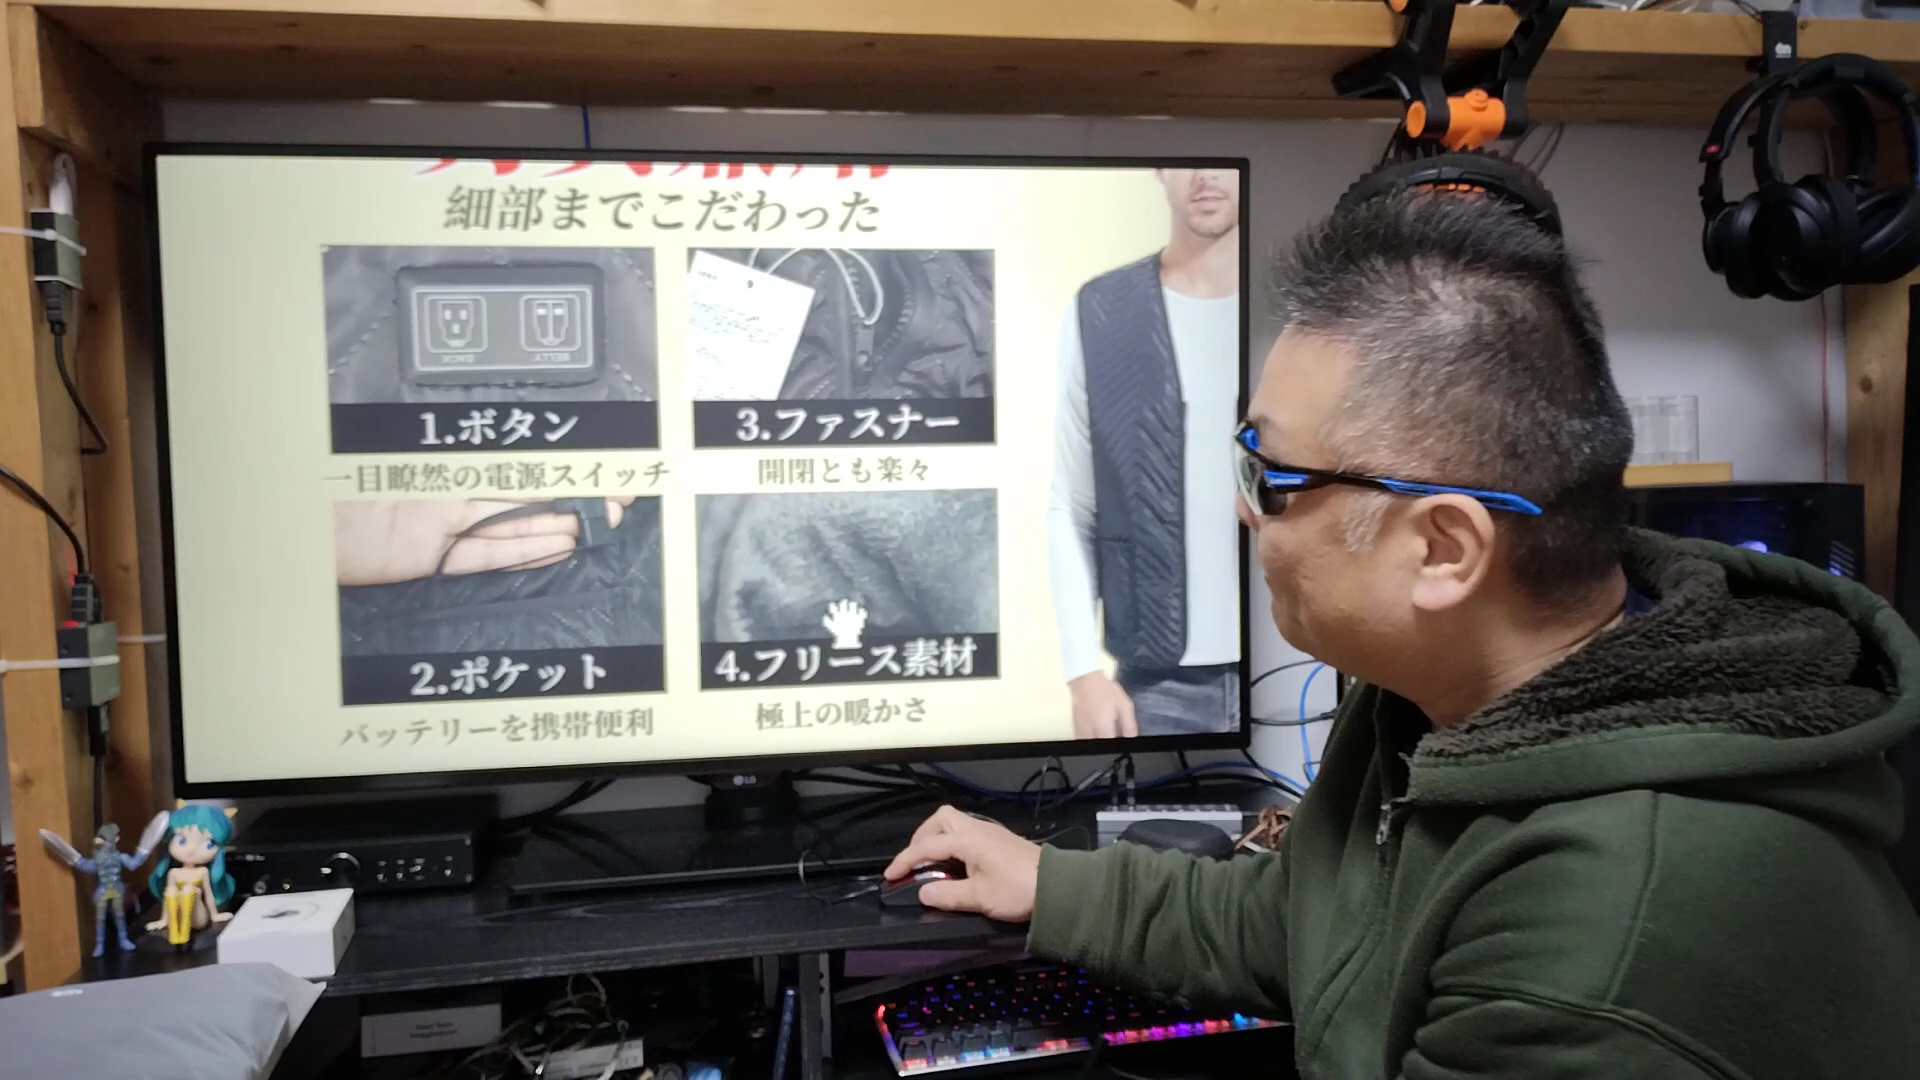 細部までこだわった
BACK
BELLY
1.ボタン
一目瞭然の電源スイッチ
3.ファスナー
開閉とも楽々
2.ポケット
バッテリーを携帯便利
4.フリース素材
極上の暖かさ
LG